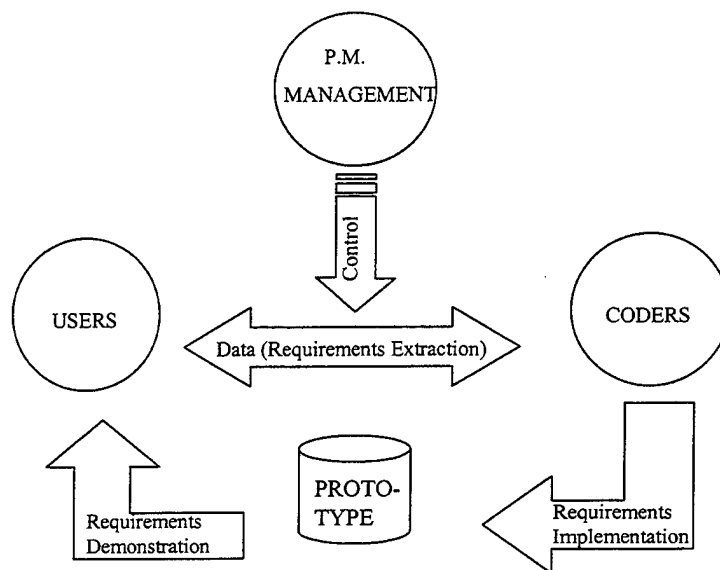 P.M.
MANAGEMENT
Control
USERS
CODERS
Data (Requirements Extraction)
PROTO-
TYPE
Requirements
Demonstration
Requirements
Implementation